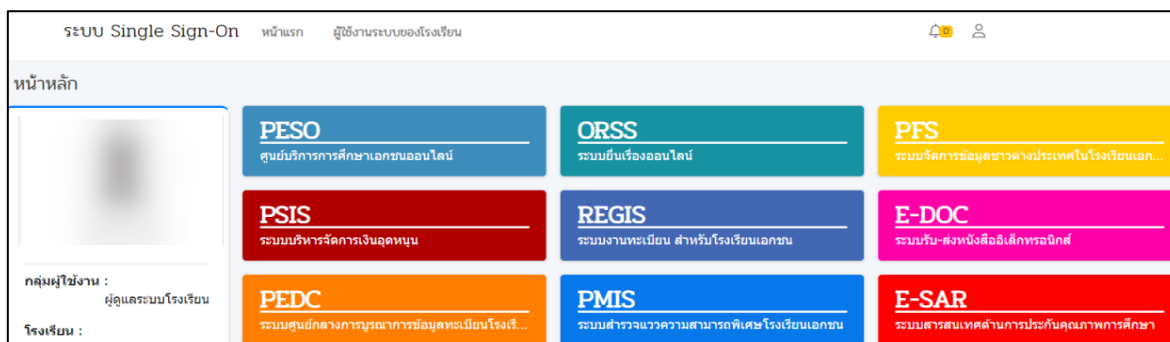 ระบบ Single Sign-On หน้าแรก ผู้ใช้งานระบบของโรงเรียน 0
หน้าหลัก
PESO
ศูนย์บริการการศึกษาเอกชนออนไลน์
ORSS
ระบบยื่นเรื่องออนไลน์
PFS
ระบบจัดการข้อมูลชาวต่างประเทศในโรงเรียนเอก...
PSIS
ระบบบริหารจัดการเงินอุดหนุน
REGIS
ระบบงานทะเบียน สำหรับโรงเรียนเอกชน
E-DOC
ระบบรับ-ส่งหนังสืออิเล็กทรอนิกส์
กลุ่มผู้ใช้งาน :
ผู้ดูแลระบบโรงเรียน
โรงเรียน :
PEDC
ระบบศูนย์กลางการบูรณาการข้อมูลทะเบียนโรงเรี...
PMIS
ระบบสำรวจแววความสามารถพิเศษโรงเรียนเอกชน
E-SAR
ระบบสารสนเทศด้านการประกันคุณภาพการศึกษา